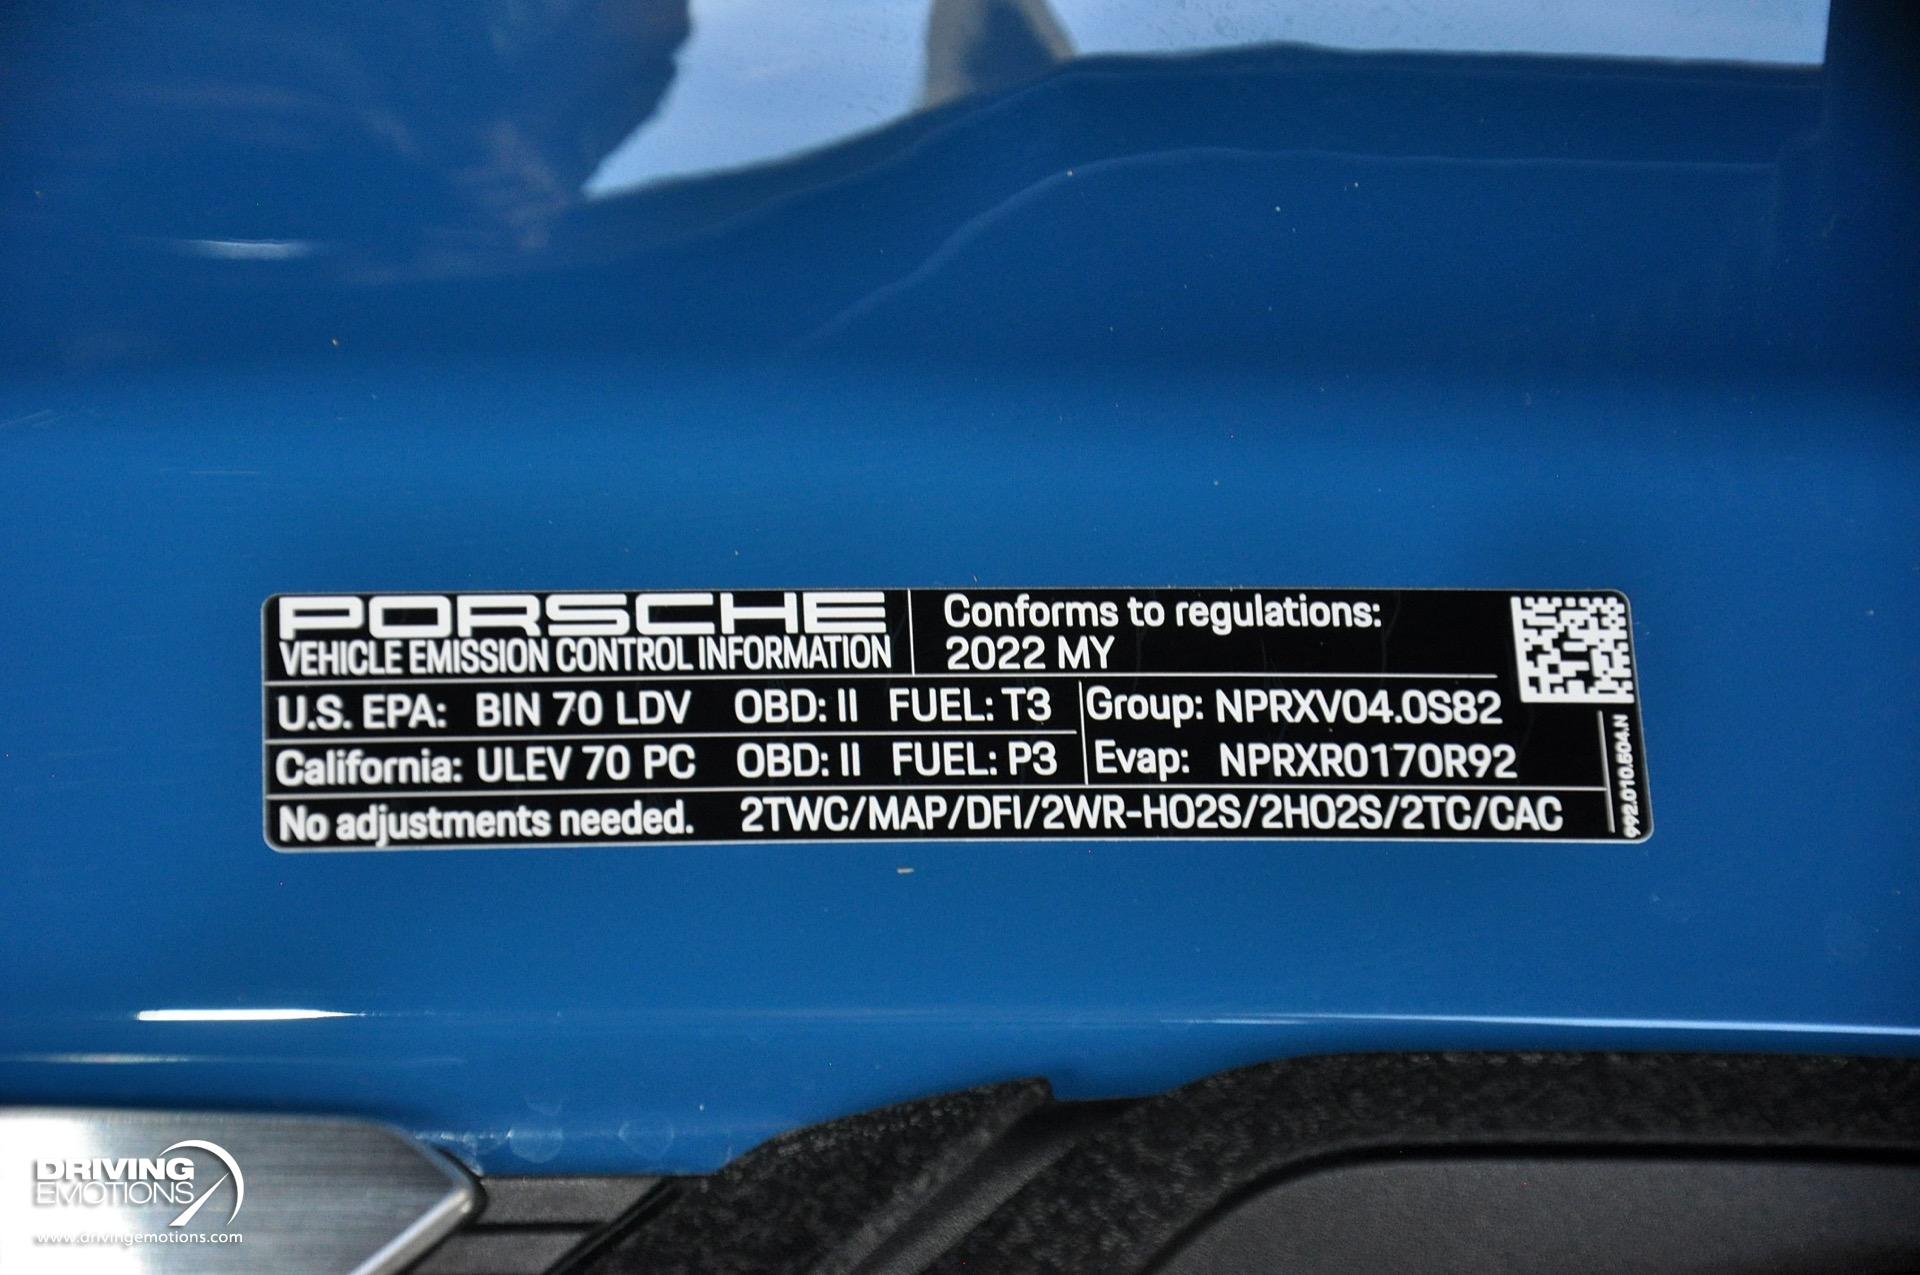 PORSCHE
VEHICLE EMISSION CONTROL INFORMATION
Conforms to regulations:
2022 MY
U.S. EPA: BIN 70 LDV OBD: II FUEL: T3
Group: NPRXV04.0S82
California: ULEV 70 PC OBD: II FUEL: P3
Evap: NPRXR0170R92
No adjustments needed. 2TWC/MAP/DFI/2WR-HO2S/2HO2S/2TC/CAC
992.010.504.N
DRIVING
EMOTIONS
www.drivingemotions.com